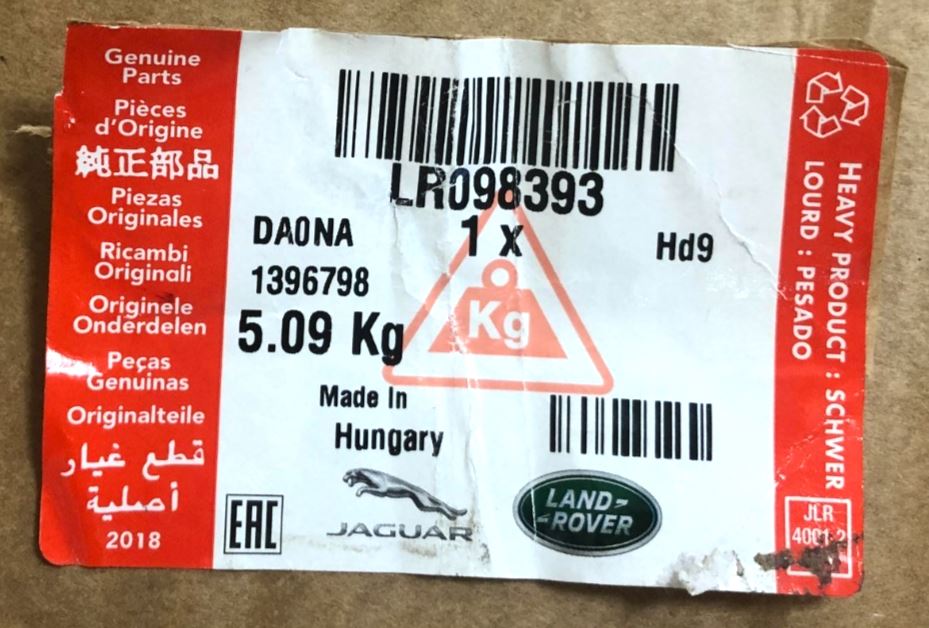 Genuine
Parts
Pièces
d'Origine
純正部品
Piezas
Originales
Ricambi
Originali
Originele
Onderdelen
Peças
Genuinas
Originalteile
قطع غيار
أصلية
2018
LR098393
DA0NA
1 x
Hd9
1396798
5.09 Kg
Kg
Made In
Hungary
EAC
JAGUAR
LAND-
-ROVER
HEAVY PRODUCT : SCHWER
LOURD : PESADO
JLR
4001-2